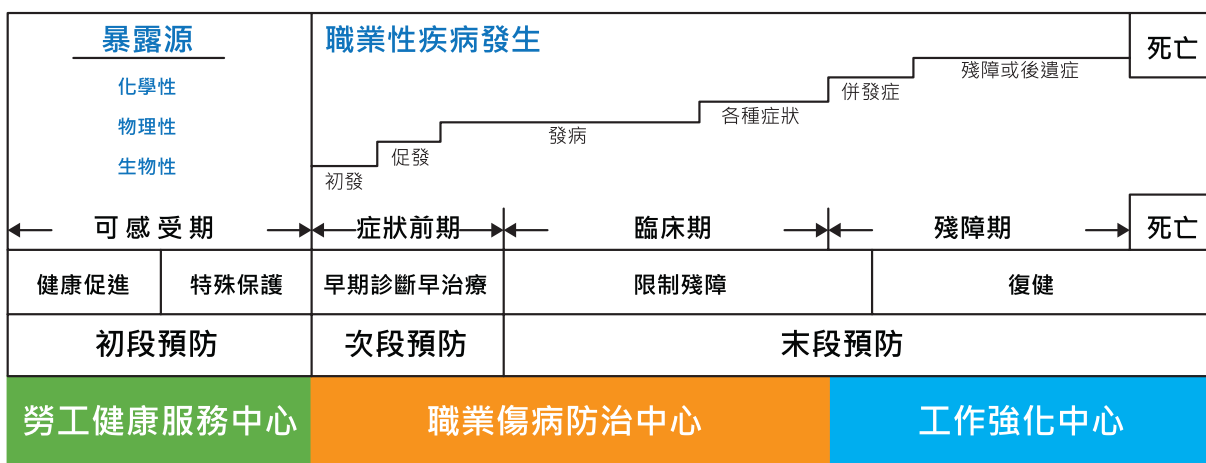 暴露源
化學性
物理性
生物性
職業性疾病發生
初發
促發
發病
各種症狀
併發症
殘障或後遺症
死亡
可感受期
症狀前期
臨床期
殘障期
死亡
健康促進
特殊保護
早期診斷早治療
限制殘障
復健
初段預防
次段預防
末段預防
勞工健康服務中心
職業傷病防治中心
工作強化中心